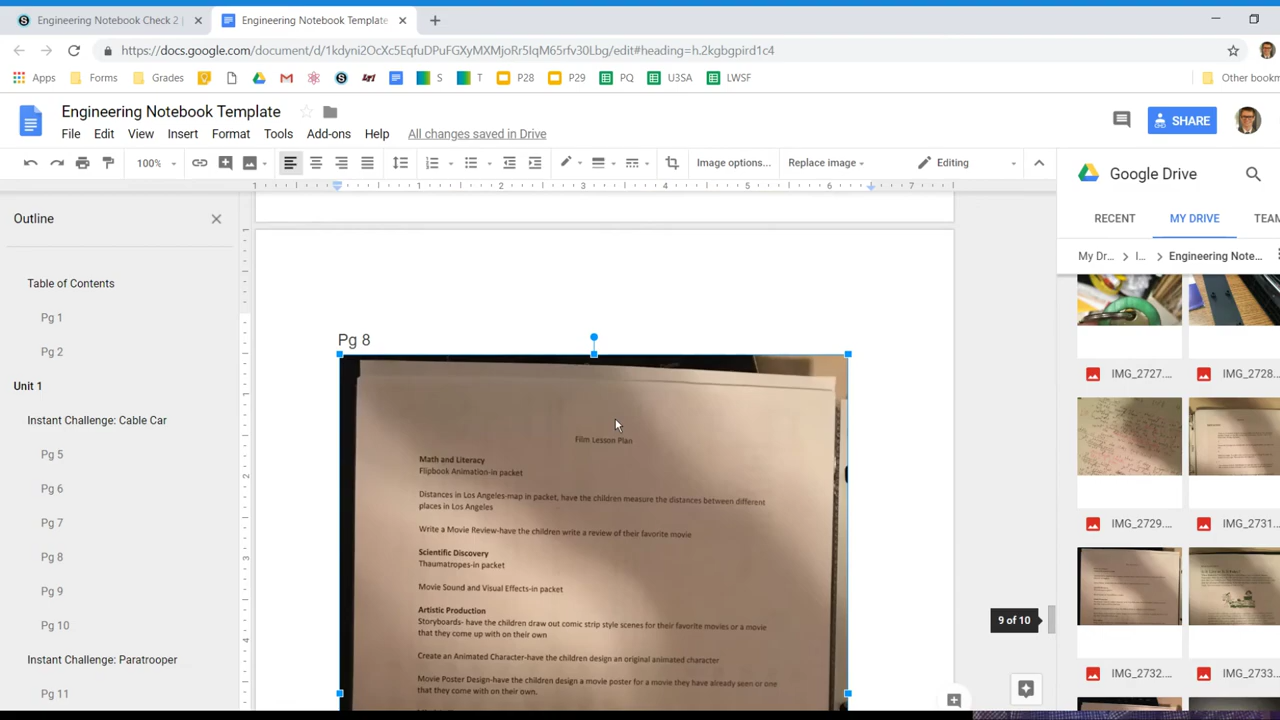 Engineering Notebook Check 2 |
Engineering Notebook Template
https://docs.google.com/document/d/1kdyni2OcXc5EqfuDPuFGXyMXMjoRr5IqM65rfv30Lbg/edit#heading=h.2kgbgpird1c4
Apps Forms Grades S T P28 P29 PQ U3SA LWSF Other bookm
Engineering Notebook Template
File Edit View Insert Format Tools Add-ons Help All changes saved in Drive
SHARE
100% Image options... Replace image Editing
1 1 2 3 4 5 6 7
Google Drive
RECENT MY DRIVE TEA
My Dr... I... Engineering Note...
Outline
Table of Contents
Pg 1
Pg 2
Unit 1
Instant Challenge: Cable Car
Pg 5
Pg 6
Pg 7
Pg 8
Pg 9
Pg 10
Instant Challenge: Paratrooper
Pg 11
Pg 8
Film Lesson Plan
Math and Literacy
Flipbook Animation-in packet
Distances in Los Angeles-map in packet, have the children measure the distances between different
places in Los Angeles
Write a Movie Review-have the children write a review of their favorite movie
Scientific Discovery
Thaumatropes-in packet
Movie Sound and Visual Effects-in packet
Artistic Production
Storyboards- have the children draw out comic strip style scenes for their favorite movies or a movie
that they come up with on their own
Create an Animated Character-have the children design an original animated character
Movie Poster Design-have the children design a movie poster for a movie they have already seen or one
that they come with on their own.
9 of 10
IMG_2727.... IMG_2728...
IMG_2729.... IMG_2731...
IMG_2732.... IMG_2733...